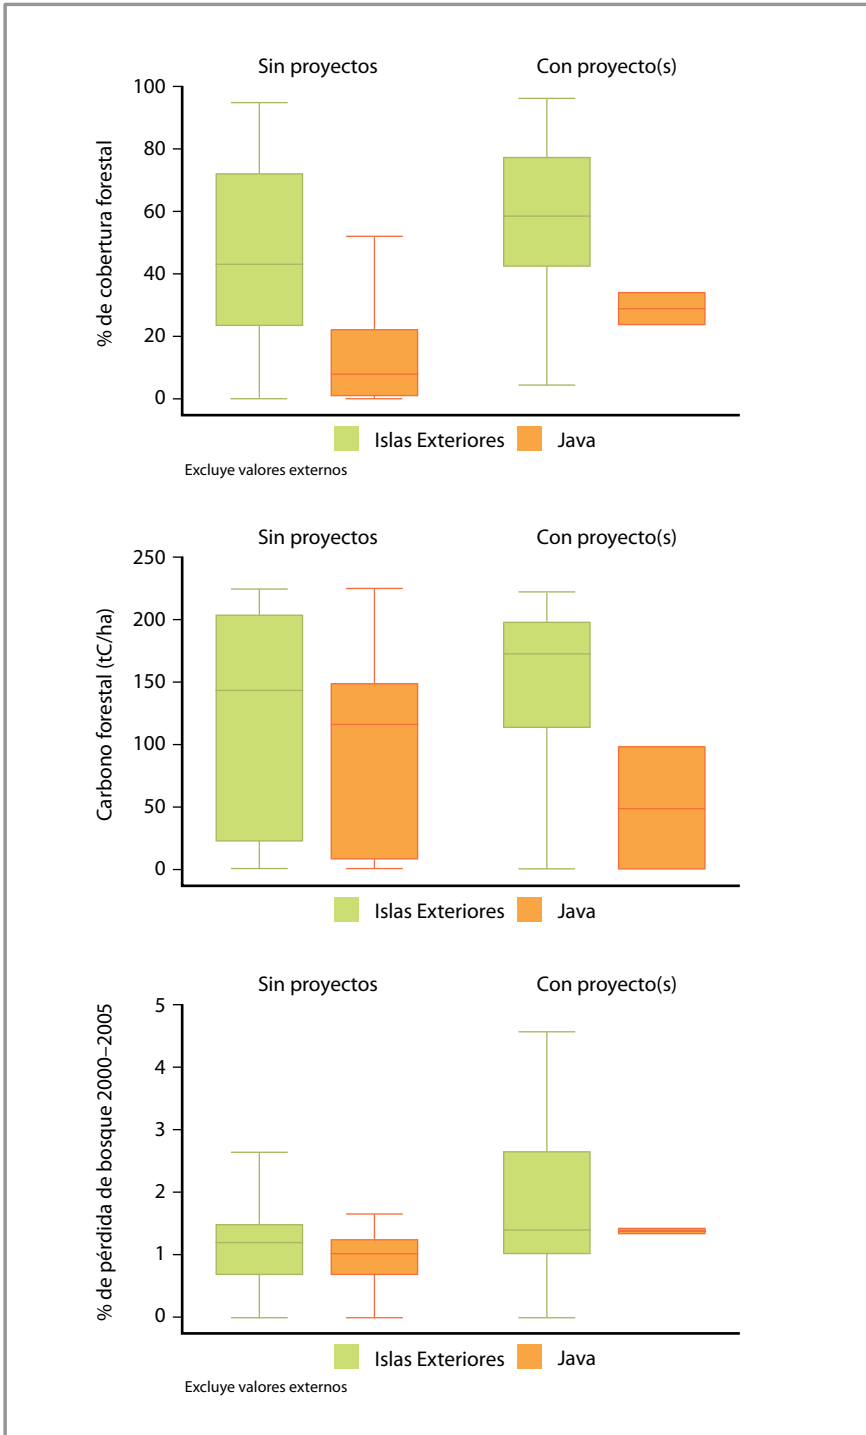 Sin proyectos Con proyecto(s)
% de cobertura forestal
100
80
60
40
20
0
Islas Exteriores Java
Excluye valores externos
Sin proyectos Con proyecto(s)
Carbono forestal (tC/ha)
250
200
150
100
50
0
Islas Exteriores Java
Sin proyectos Con proyecto(s)
% de pérdida de bosque 2000–2005
5
4
3
2
1
0
Islas Exteriores Java
Excluye valores externos